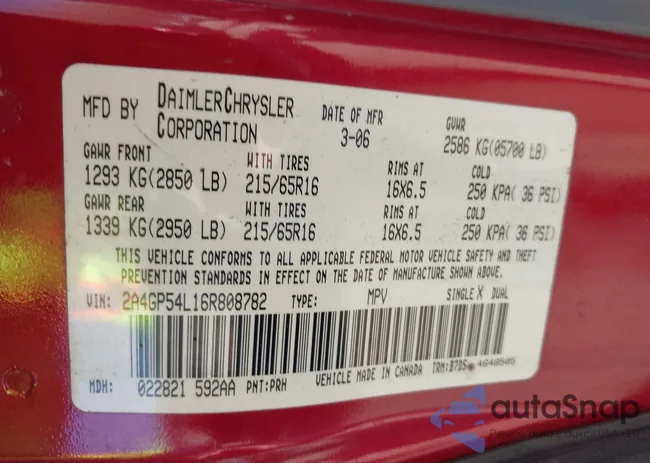 MFD BY DAIMLERCHRYSLER CORPORATION DATE OF MFR 3-06 GVWR 2586 KG(05700 LB)
GAWR FRONT WITH TIRES RIMS AT COLD
1293 KG(2850 LB) 215/65R16 16X6.5 250 KPA( 36 PSI)
GAWR REAR WITH TIRES RIMS AT COLD
1339 KG(2950 LB) 215/65R16 16X6.5 250 KPA( 36 PSI)
THIS VEHICLE CONFORMS TO ALL APPLICABLE FEDERAL MOTOR VEHICLE SAFETY AND THEFT
PREVENTION STANDARDS IN EFFECT ON THE DATE OF MANUFACTURE SHOWN ABOVE.
VIN: 2A4GP54L16R808782 TYPE: MPV SINGLE X DUAL
MDH: 022821 592AA PNT:PRH VEHICLE MADE IN CANADA TRM:B7D5 4648505
autaSnap